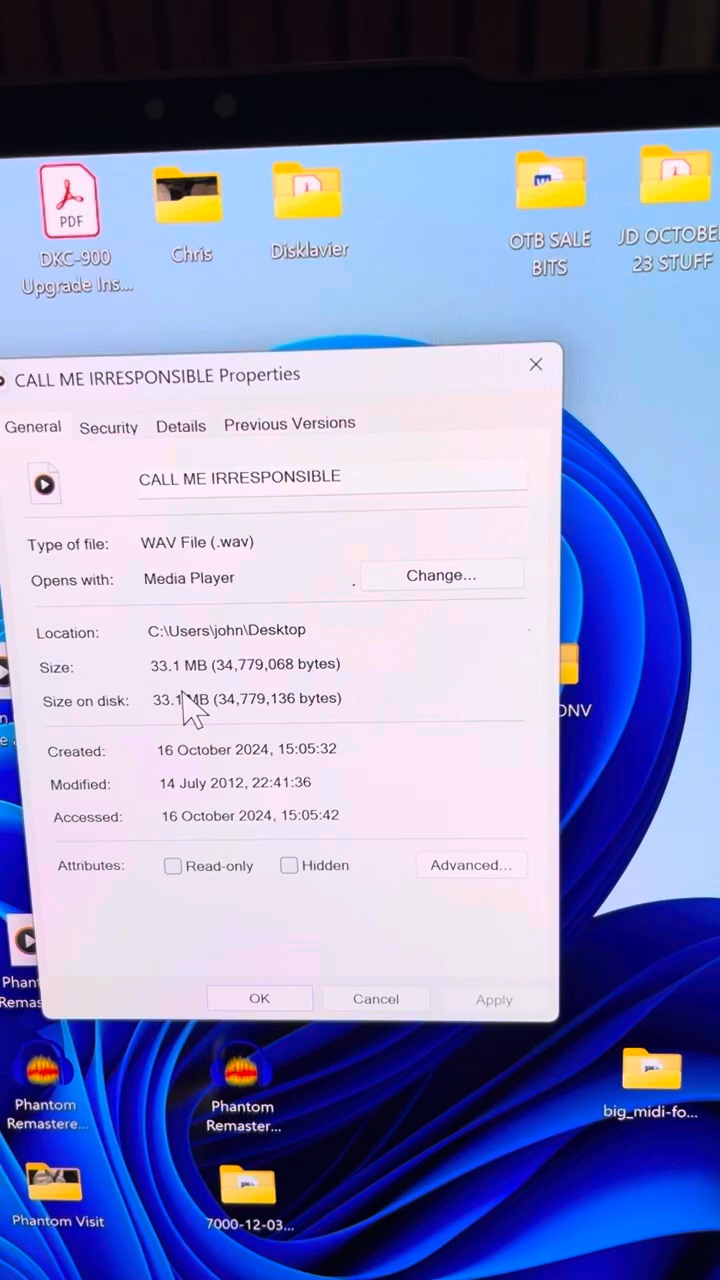 PDF
DKC-900
Upgrade Ins...
Chris
Disklavier
OTB SALE
BITS
JD OCTOBE
23 STUFF
CALL ME IRRESPONSIBLE Properties
General Security Details Previous Versions
CALL ME IRRESPONSIBLE
Type of file: WAV File (.wav)
Opens with: Media Player Change...
Location: C:\Users\john\Desktop
Size: 33.1 MB (34,779,068 bytes)
Size on disk: 33.1 MB (34,779,136 bytes)
Created: 16 October 2024, 15:05:32
Modified: 14 July 2012, 22:41:36
Accessed: 16 October 2024, 15:05:42
Attributes: Read-only Hidden Advanced...
OK Cancel Apply
Phant
Remas
Phantom
Remastere...
Phantom
Remaster...
big_midi-fo...
Phantom Visit
7000-12-03...